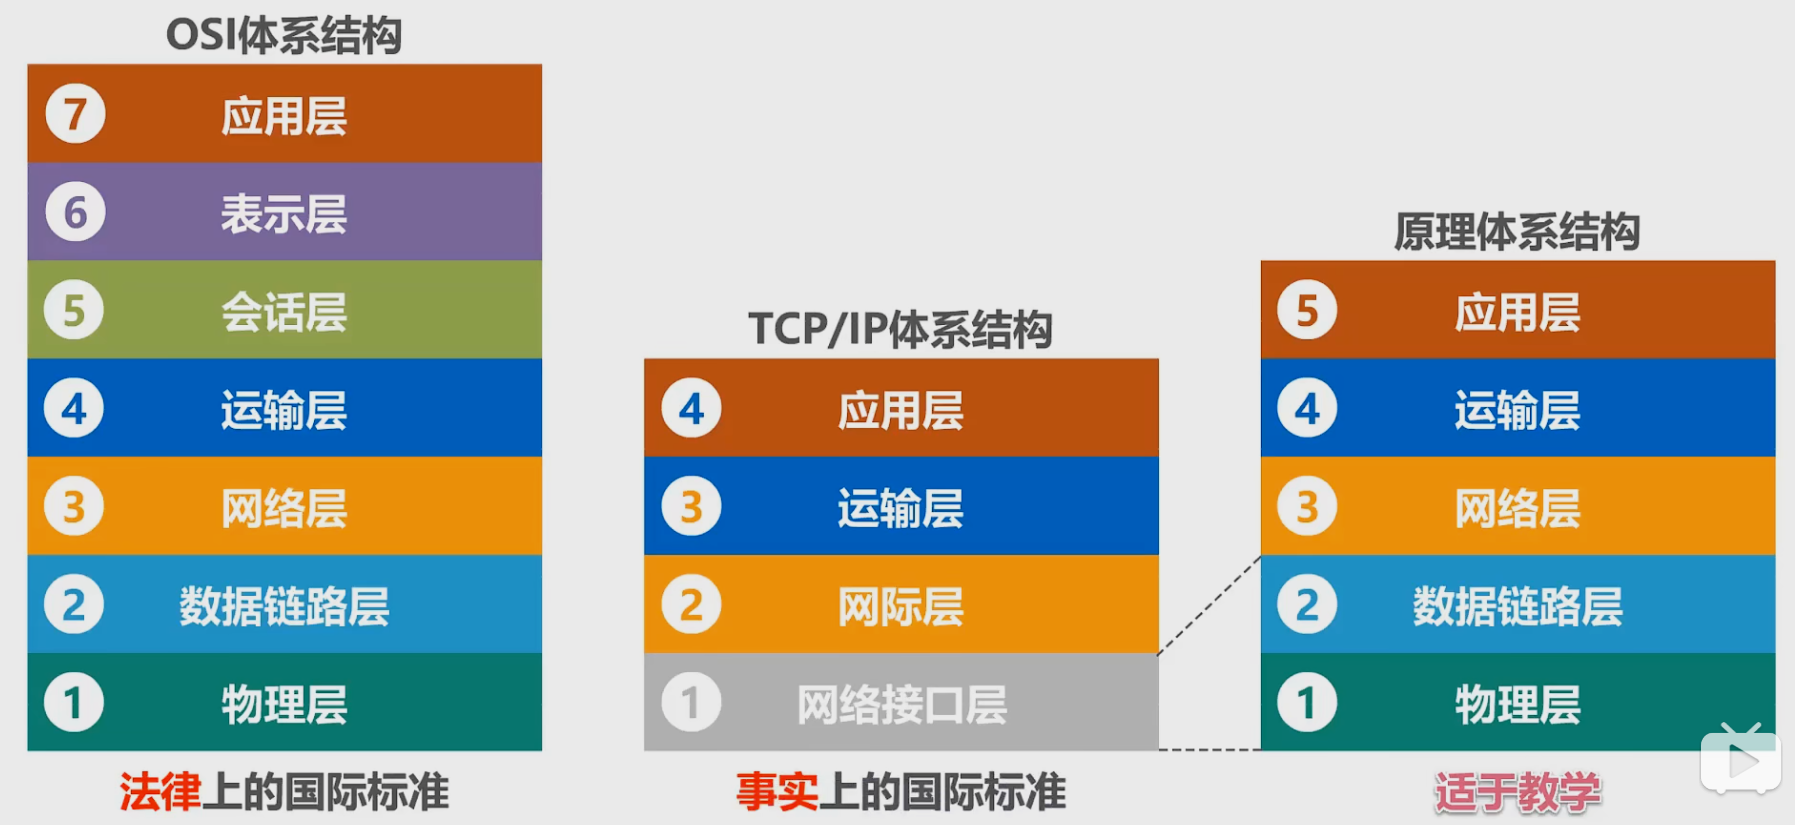 OSI体系结构
7 应用层
6 表示层
5 会话层
4 运输层
3 网络层
2 数据链路层
1 物理层
法律上的国际标准
TCP/IP体系结构
4 应用层
3 运输层
2 网际层
1 网络接口层
事实上的国际标准
原理体系结构
5 应用层
4 运输层
3 网络层
2 数据链路层
1 物理层
适于教学